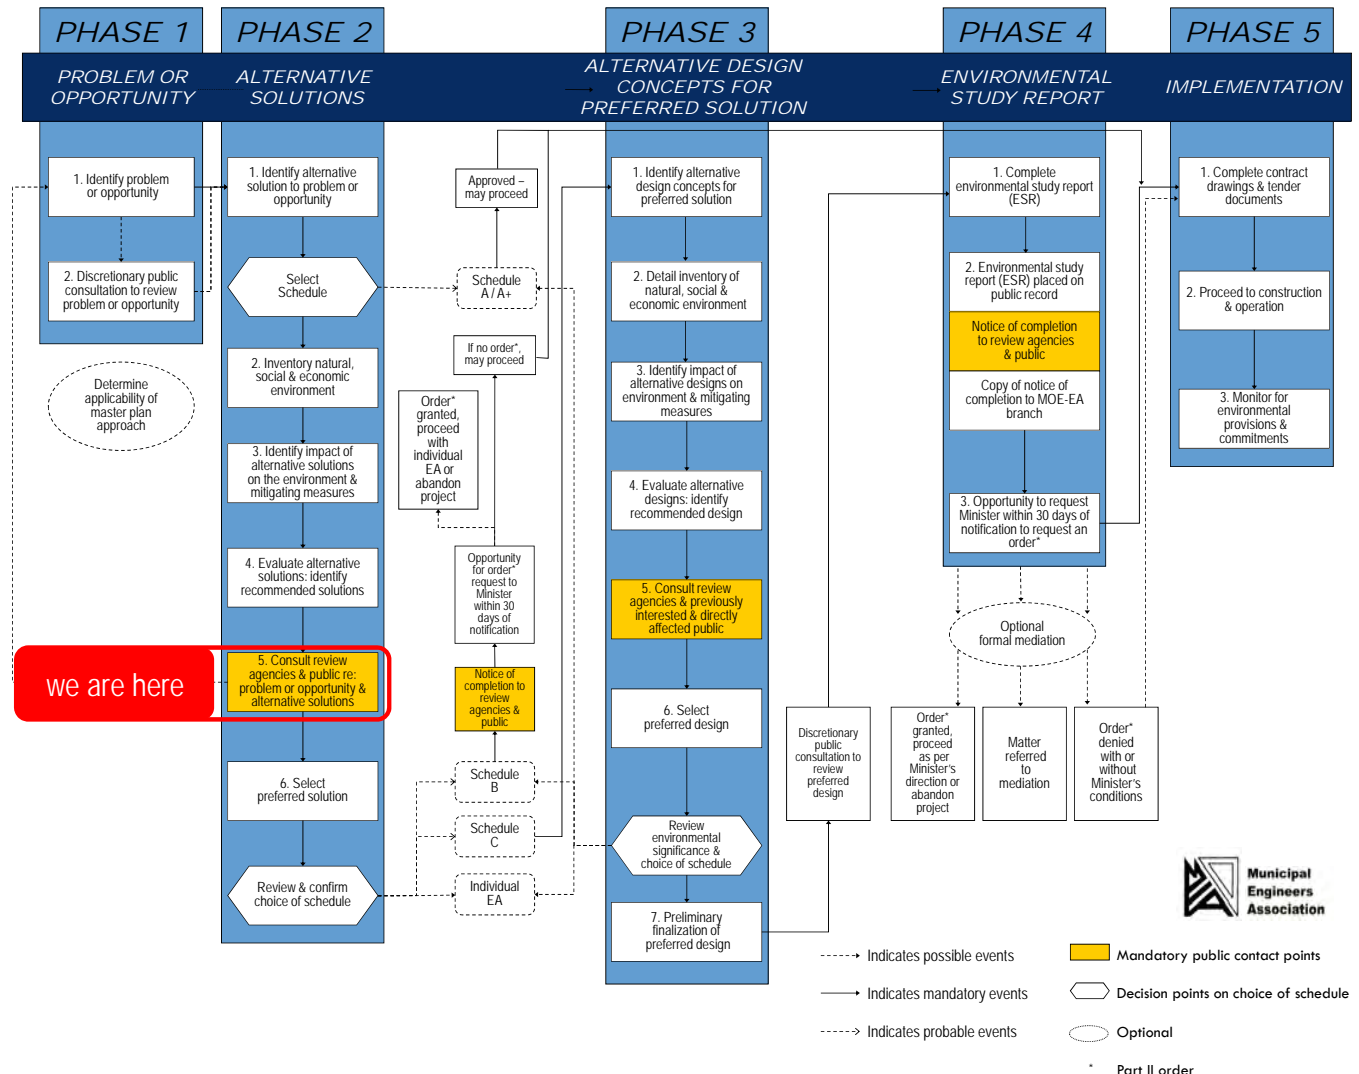 PHASE 1
PHASE 2
PHASE 3
PHASE 4
PHASE 5
PROBLEM OR
OPPORTUNITY
ALTERNATIVE
SOLUTIONS
ALTERNATIVE DESIGN
CONCEPTS FOR
PREFERRED SOLUTION
ENVIRONMENTAL
STUDY REPORT
IMPLEMENTATION
1. Identify problem
or opportunity
2. Discretionary public
consultation to review
problem or opportunity
Determine
applicability of
master plan
approach
we are here
1. Identify alternative
solution to problem or
opportunity
Select
Schedule
2. Inventory natural,
social & economic
environment
3. Identify impact of
alternative solutions
on the environment &
mitigating measures
4. Evaluate alternative
solutions: identify
recommended solutions
5. Consult review
agencies & public re:
problem or opportunity &
alternative solutions
6. Select
preferred solution
Review & confirm
choice of schedule
Approved –
may proceed
Schedule
A / A+
If no order*,
may proceed
Order*
granted,
proceed
with
individual
EA or
abandon
project
Opportunity
for order*
request to
Minister
within 30
days of
notification
Notice of
completion to
review
agencies &
public
Schedule
B
Schedule
C
Individual
EA
1. Identify alternative
design concepts for
preferred solution
2. Detail inventory of
natural, social &
economic environment
3. Identify impact of
alternative designs on
environment & mitigating
measures
4. Evaluate alternative
designs: identify
recommended design
5. Consult review
agencies & previously
interested & directly
affected public
6. Select
preferred design
Review
environmental
significance &
choice of schedule
7. Preliminary
finalization of
preferred design
Discretionary
public
consultation to
review
preferred
design
1. Complete
environmental study report
(ESR)
2. Environmental study
report (ESR) placed on
public record
Notice of completion
to review agencies
& public
Copy of notice of
completion to MOE-EA
branch
3. Opportunity to request
Minister within 30 days of
notification to request an
order*
Optional
formal mediation
Order*
granted,
proceed
as per
Minister's
direction or
abandon
project
Matter
referred
to
mediation
Order*
denied
with or
without
Minister's
conditions
1. Complete contract
drawings & tender
documents
2. Proceed to construction
& operation
3. Monitor for
environmental
provisions &
commitments
MEA
Municipal
Engineers
Association
Indicates possible events
Indicates mandatory events
Indicates probable events
Mandatory public contact points
Decision points on choice of schedule
Optional
* Part II order